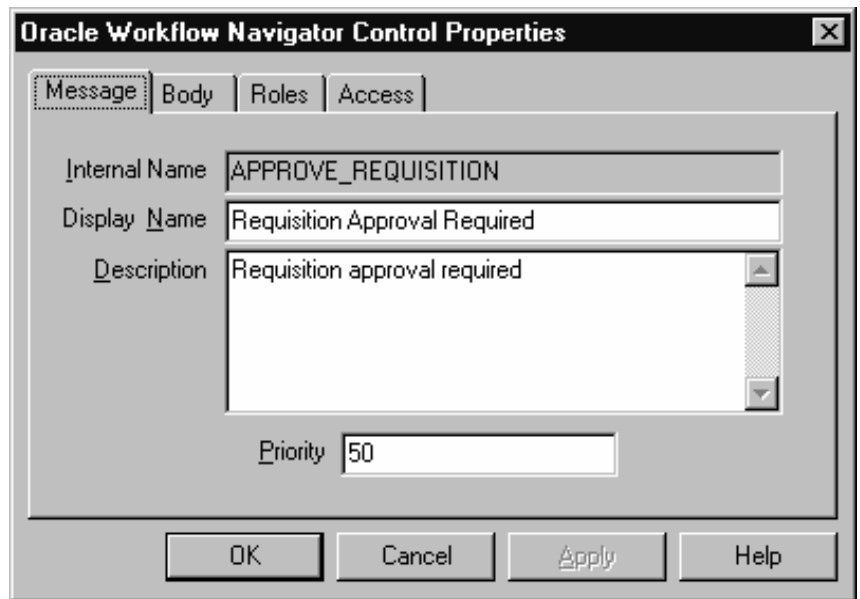 Oracle Workflow Navigator Control Properties
Message Body Roles Access
Internal Name APPROVE_REQUISITION
Display Name Requisition Approval Required
Description Requisition approval required
Priority 50
OK Cancel Apply Help